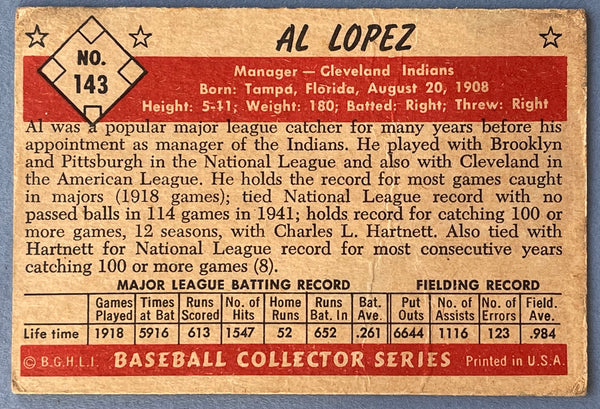 AL LOPEZ
NO.
143
Manager — Cleveland Indians
Born: Tampa, Florida, August 20, 1908
Height: 5-11; Weight: 180; Batted: Right; Threw: Right
Al was a popular major league catcher for many years before his
appointment as manager of the Indians. He played with Brooklyn
and Pittsburgh in the National League and also with Cleveland in
the American League. He holds the record for most games caught
in majors (1918 games); tied National League record with no
passed balls in 114 games in 1941; holds record for catching 100 or
more games, 12 seasons, with Charles L. Hartnett. Also tied with
Hartnett for National League record for most consecutive years
catching 100 or more games (8).
MAJOR LEAGUE BATTING RECORD FIELDING RECORD
Games Times Runs No. of Home Runs Bat. Put No. of No. of Field.
Played at Bat Scored Hits Runs Bat. In Ave. Outs Assists Errors Ave.
Life time 1918 5916 613 1547 52 652 .261 6644 1116 123 .984
© B.G.H.L.I. BASEBALL COLLECTOR SERIES Printed in U.S.A.